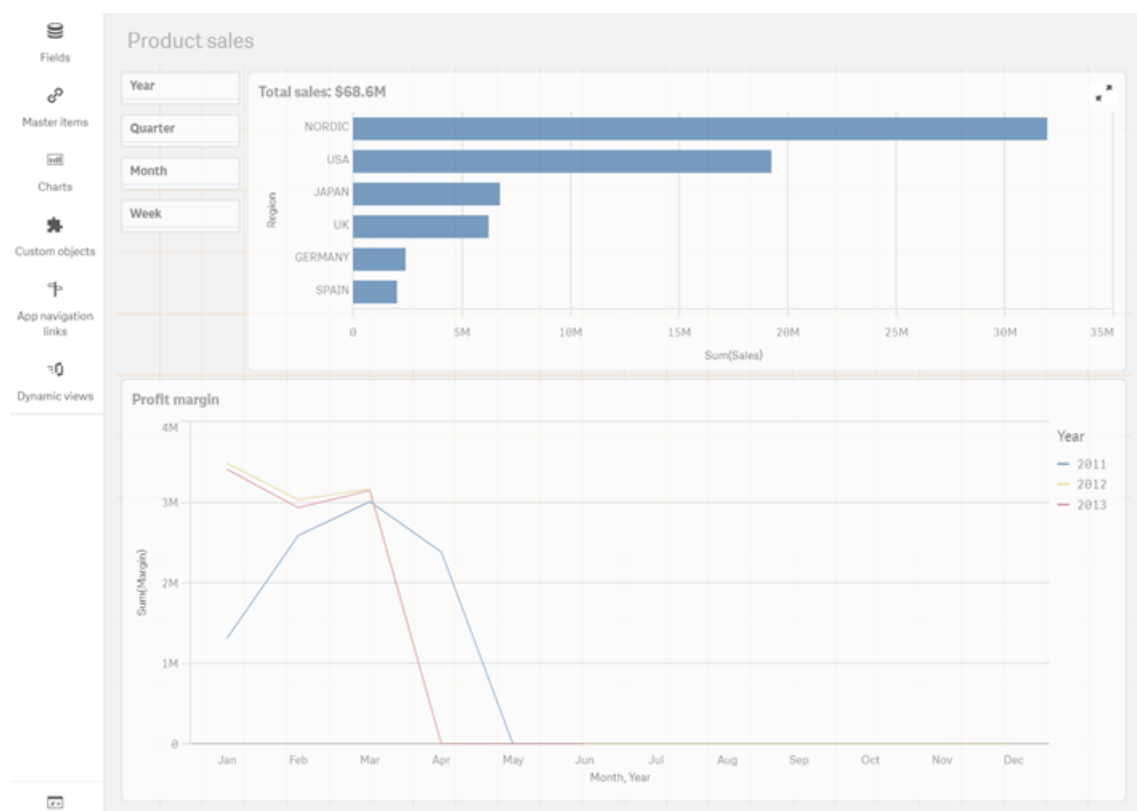 Fields
Master items
Charts
Custom objects
App navigation
links
Dynamic views
Product sales
Year
Quarter
Month
Week
Total sales: $68.6M
Region
NORDIC
USA
JAPAN
UK
GERMANY
SPAIN
0 5M 10M 15M 20M 25M 30M 35M
Sum(Sales)
Profit margin
Sum(Margin)
4M
3M
2M
1M
0
Jan Feb Mar Apr May Jun Jul Aug Sep Oct Nov Dec
Month, Year
Year
2011
2012
2013